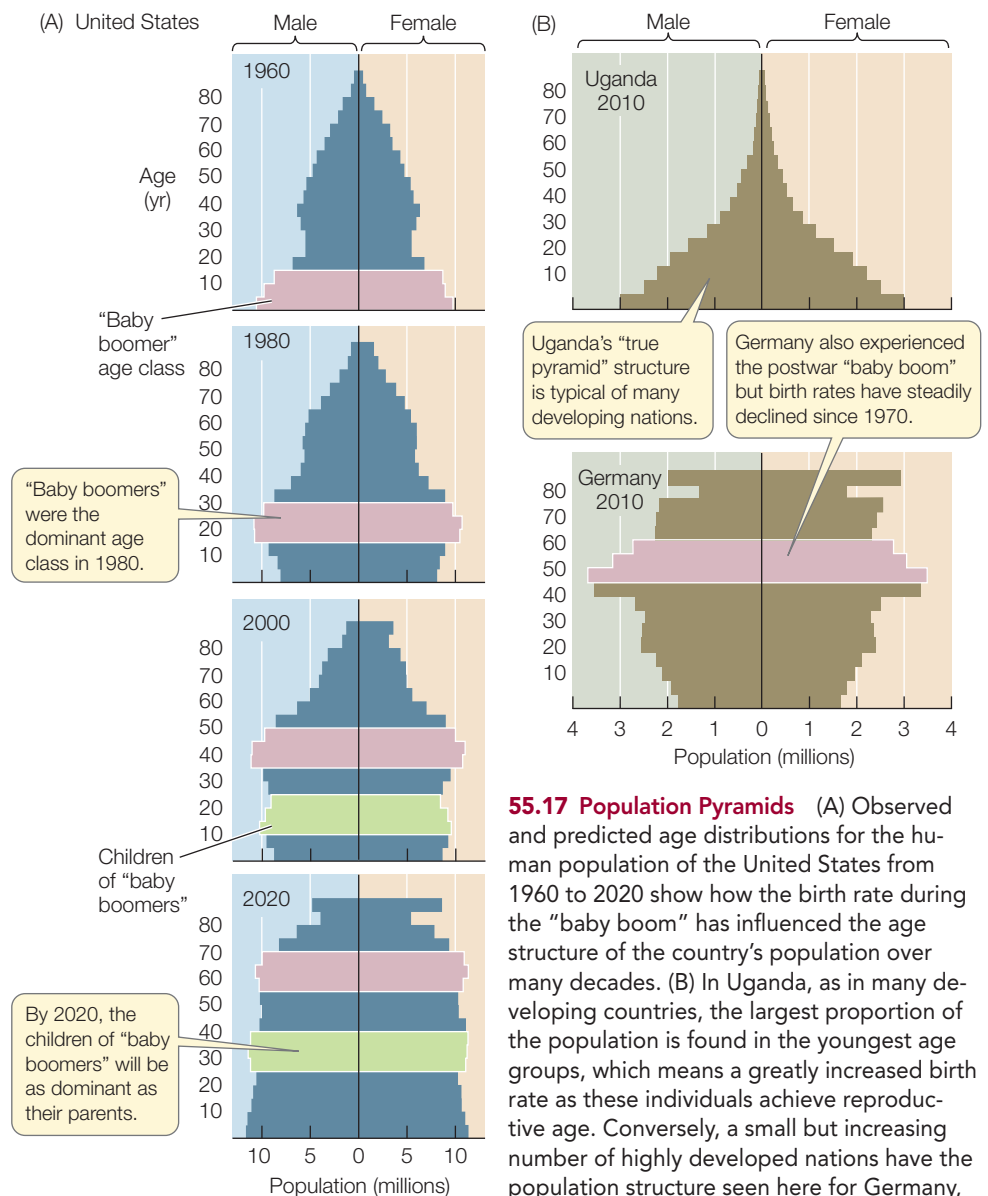 (A) United States
Male
Female
1960
80
70
60
50
40
30
20
10
Age
(yr)
"Baby
boomer"
age class
1980
80
70
60
50
40
30
20
10
"Baby boomers"
were the
dominant age
class in 1980.
2000
80
70
60
50
40
30
20
10
Children
of "baby
boomers"
2020
80
70
60
50
40
30
20
10
By 2020, the
children of "baby
boomers" will be
as dominant as
their parents.
10 5 0 5 10
Population (millions)
(B)
Male
Female
Uganda
2010
80
70
60
50
40
30
20
10
Uganda's "true
pyramid" structure
is typical of many
developing nations.
Germany also experienced
the postwar "baby boom"
but birth rates have steadily
declined since 1970.
Germany
2010
80
70
60
50
40
30
20
10
4 3 2 1 0 1 2 3 4
Population (millions)
55.17 Population Pyramids (A) Observed
and predicted age distributions for the hu-
man population of the United States from
1960 to 2020 show how the birth rate during
the "baby boom" has influenced the age
structure of the country's population over
many decades. (B) In Uganda, as in many de-
veloping countries, the largest proportion of
the population is found in the youngest age
groups, which means a greatly increased birth
rate as these individuals achieve reproduc-
tive age. Conversely, a small but increasing
number of highly developed nations have the
population structure seen here for Germany,